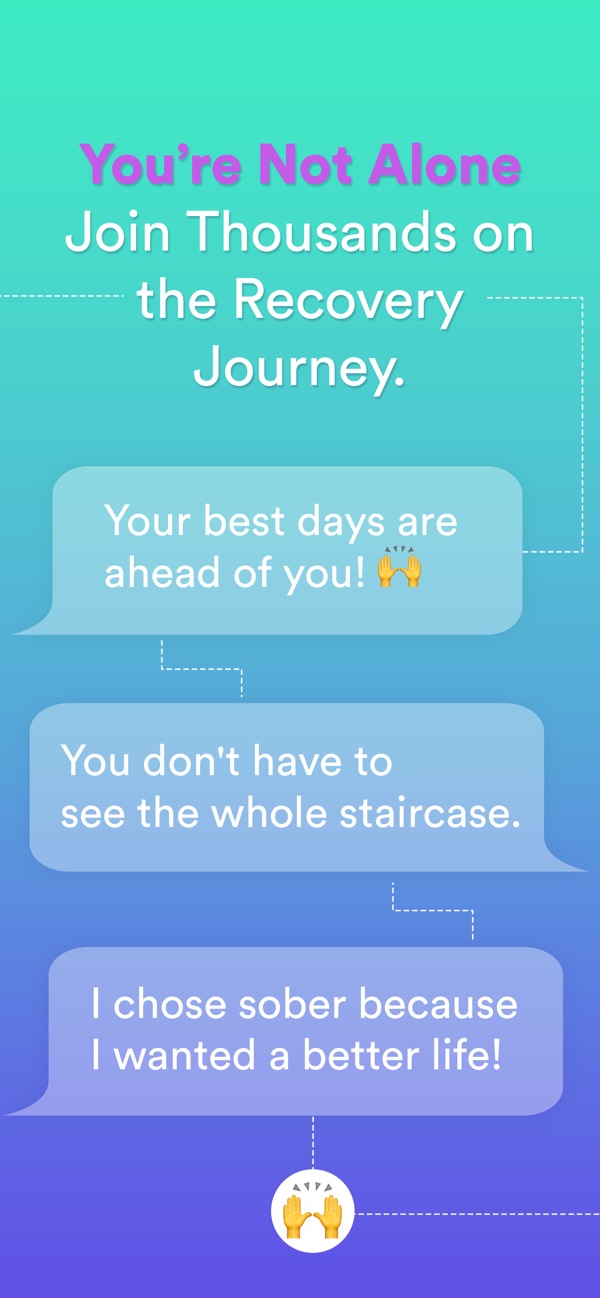 You’re Not Alone
Join Thousands on
the Recovery
Journey.
Your best days are
ahead of you! 🙌
You don't have to
see the whole staircase.
I chose sober because
I wanted a better life!
🙌